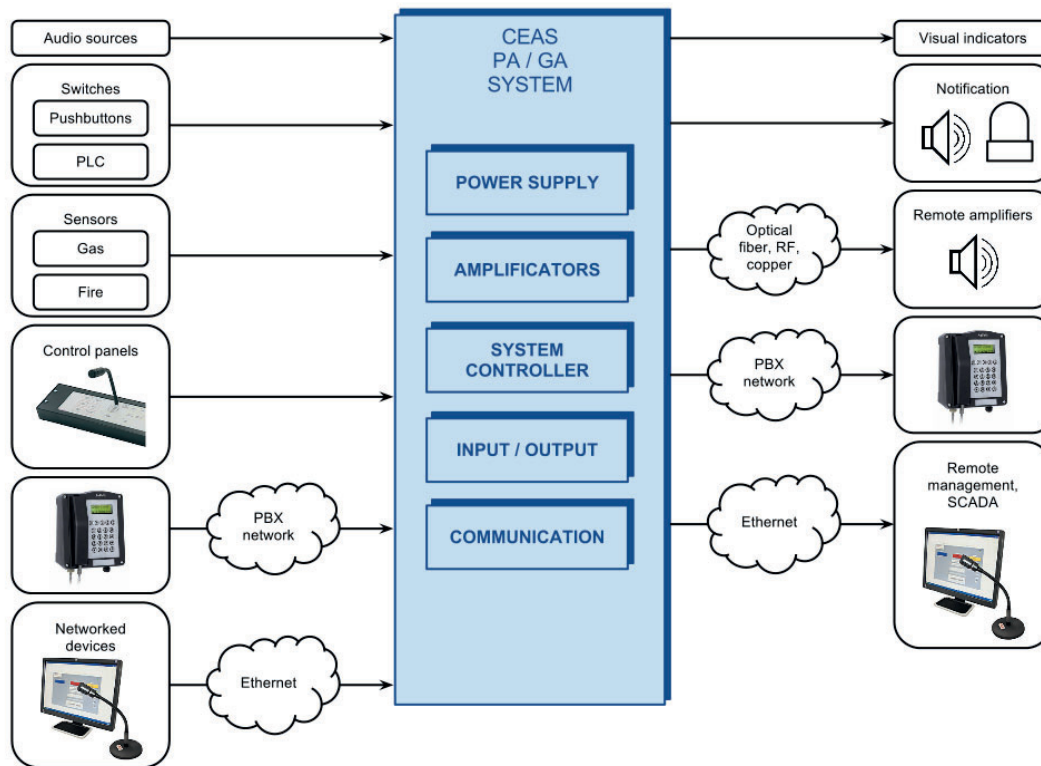 Audio sources
Switches
Pushbuttons
PLC
Sensors
Gas
Fire
Control panels
PBX
network
Networked
devices
Ethernet
CEAS
PA / GA
SYSTEM
POWER SUPPLY
AMPLIFICATORS
SYSTEM
CONTROLLER
INPUT / OUTPUT
COMMUNICATION
Optical
fiber, RF,
copper
PBX
network
Ethernet
Visual indicators
Notification
Remote amplifiers
Remote
management,
SCADA